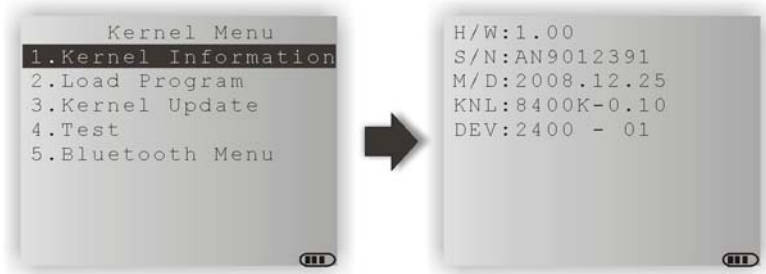 Kernel Menu
1.Kernel Information
2.Load Program
3.Kernel Update
4.Test
5.Bluetooth Menu
H/W:1.00
S/N:AN9012391
M/D:2008.12.25
KNL:8400K-0.10
DEV:2400 - 01